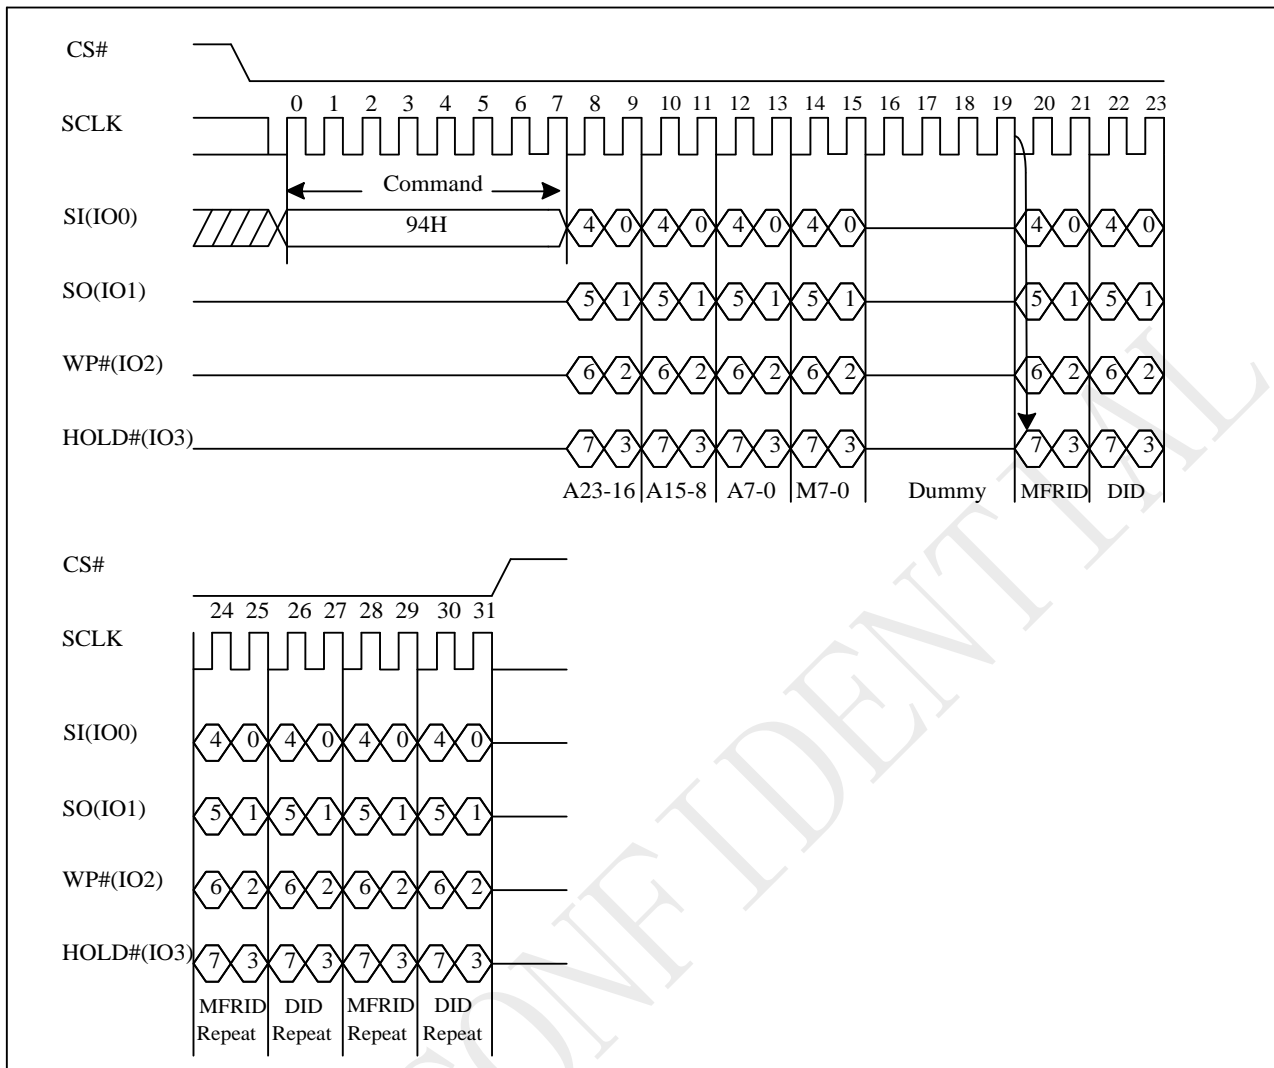 CS#
0 1 2 3 4 5 6 7 8 9 10 11 12 13 14 15 16 17 18 19 20 21 22 23
SCLK
Command
SI(IO0) 94H 4 0 4 0 4 0 4 0 4 0 4 0
SO(IO1) 5 1 5 1 5 1 5 1 5 1 5 1
WP#(IO2) 6 2 6 2 6 2 6 2 6 2 6 2
HOLD#(IO3) 7 3 7 3 7 3 7 3 7 3 7 3
A23-16 A15-8 A7-0 M7-0 Dummy MFRID DID
CS#
24 25 26 27 28 29 30 31
SCLK
SI(IO0) 4 0 4 0 4 0 4 0
SO(IO1) 5 1 5 1 5 1 5 1
WP#(IO2) 6 2 6 2 6 2 6 2
HOLD#(IO3) 7 3 7 3 7 3 7 3
MFRID DID MFRID DID
Repeat Repeat Repeat Repeat
CONFIDENTIAL